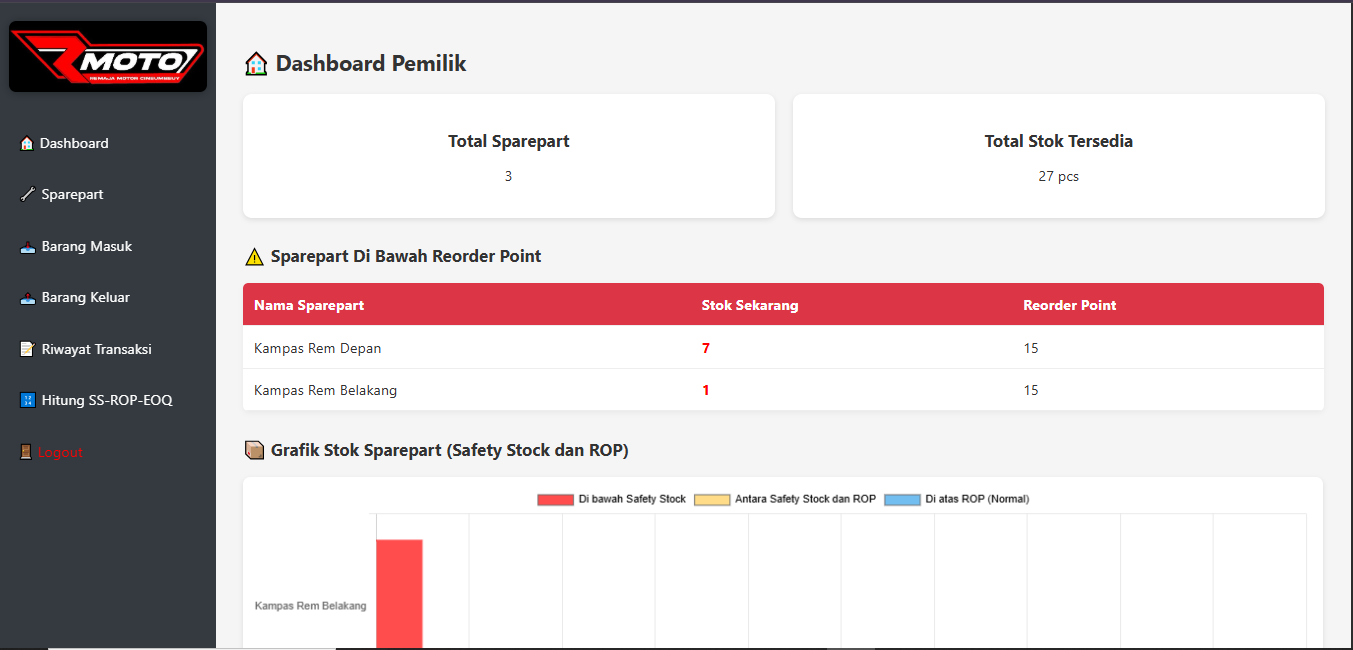 RMOTO
REMAJA MOTOR CINGUMBEUT
Dashboard
Sparepart
Barang Masuk
Barang Keluar
Riwayat Transaksi
Hitung SS-ROP-EOQ
Logout
Dashboard Pemilik
Total Sparepart
3
Total Stok Tersedia
27 pcs
Sparepart Di Bawah Reorder Point
Nama Sparepart Stok Sekarang Reorder Point
Kampas Rem Depan 7 15
Kampas Rem Belakang 1 15
Grafik Stok Sparepart (Safety Stock dan ROP)
Di bawah Safety Stock Antara Safety Stock dan ROP Di atas ROP (Normal)
Kampas Rem Belakang